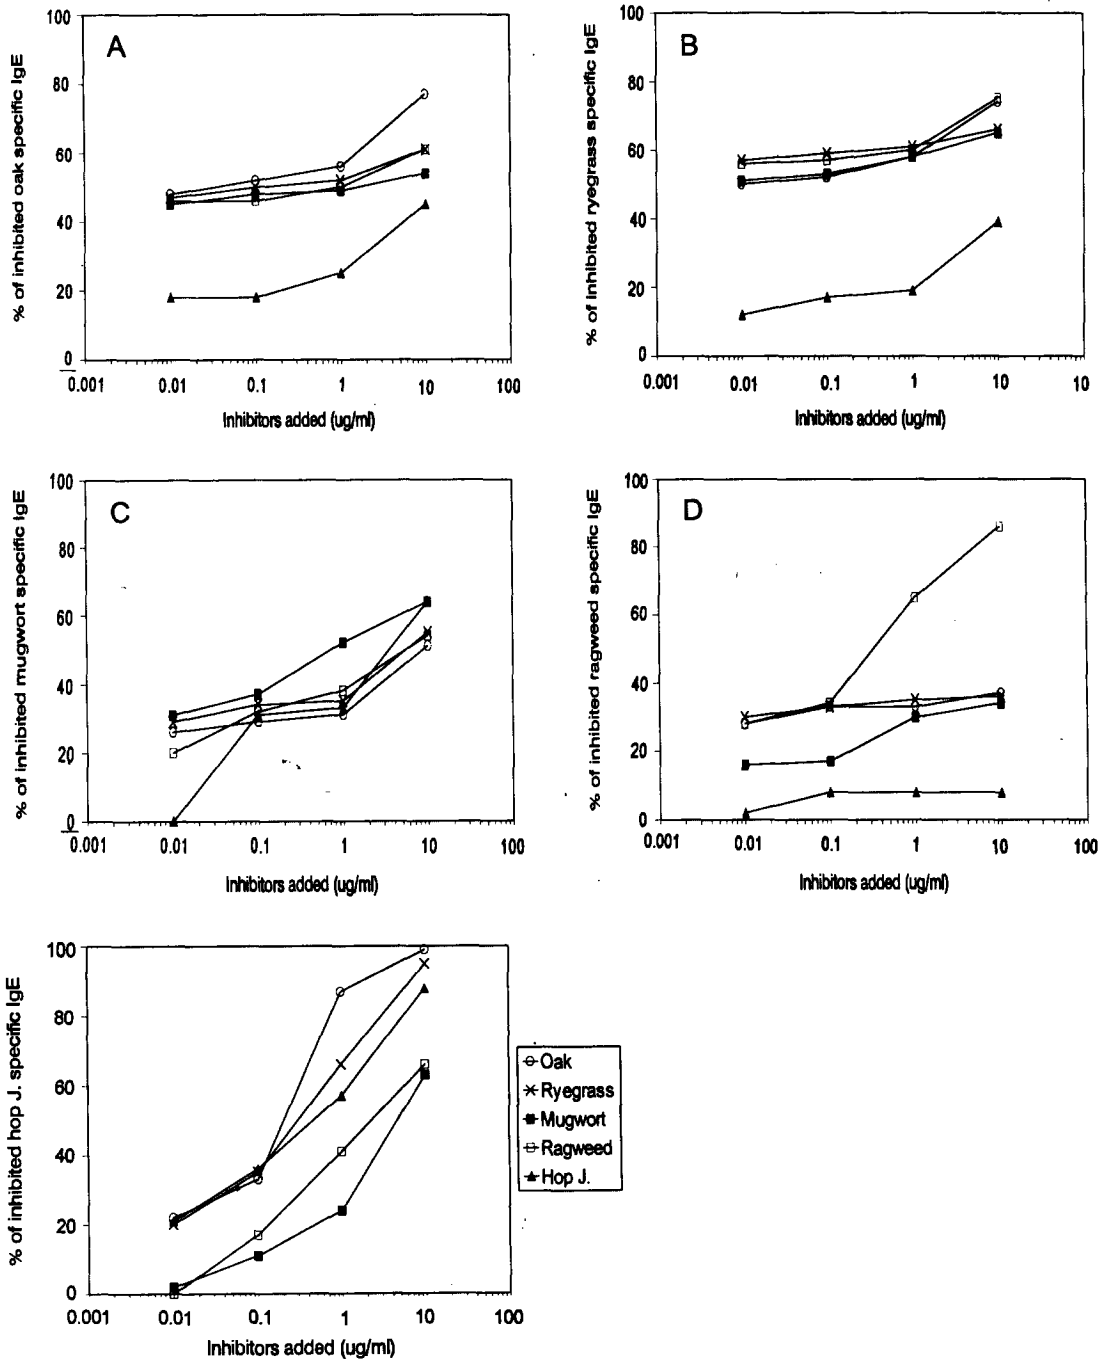 A
% of inhibited oak specific IgE
100
80
60
40
20
0
0.001 0.01 0.1 1 10 100
Inhibitors added (ug/ml)
B
% of inhibited ryegrass specific IgE
100
80
60
40
20
0
0.001 0.01 0.1 1 10 10
Inhibitors added (ug/ml)
C
% of inhibited mugwort specific IgE
100
80
60
40
20
0
0.001 0.01 0.1 1 10 100
Inhibitors added (ug/ml)
D
% of inhibited ragweed specific IgE
100
80
60
40
20
0
0.001 0.01 0.1 1 10 100
Inhibitors added (ug/ml)
% of inhibited hop J. specific IgE
100
80
60
40
20
0
0.001 0.01 0.1 1 10 100
Inhibitors added (ug/ml)
Oak
Ryegrass
Mugwort
Ragweed
Hop J.